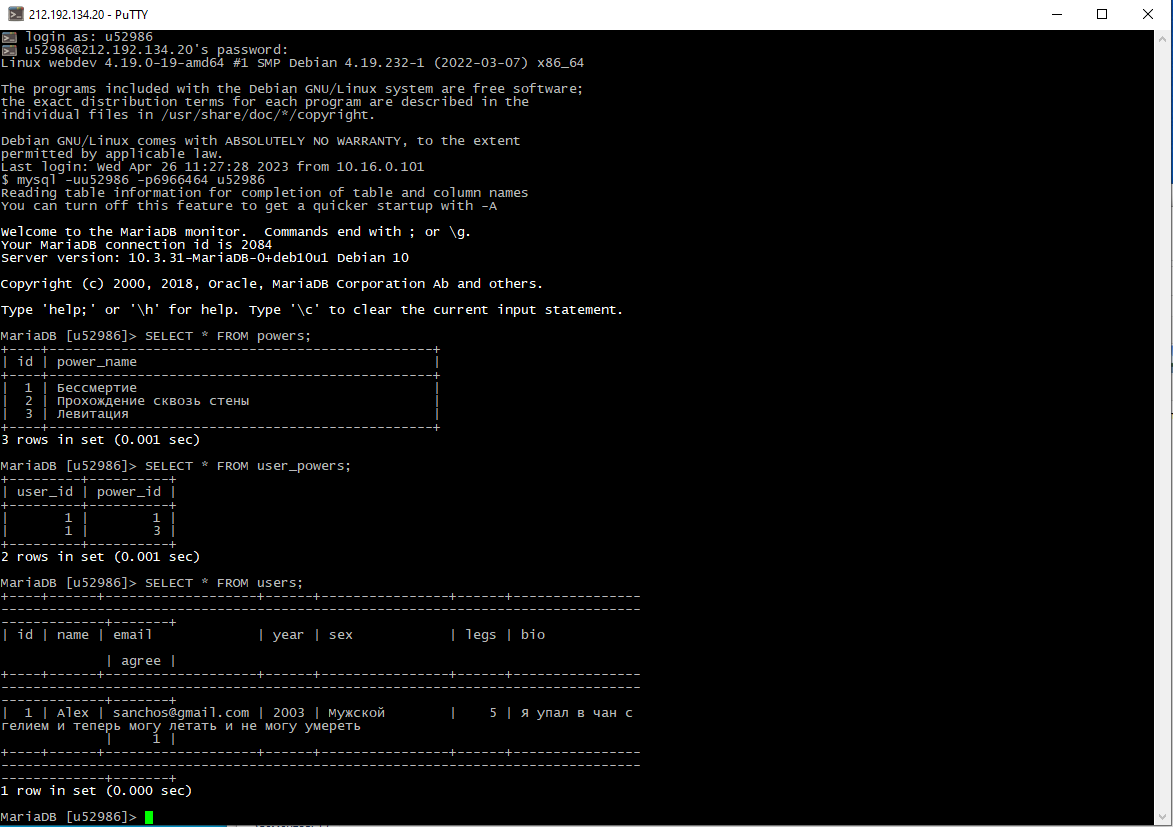 212.192.134.20 - PuTTY
login as: u52986
u52986@212.192.134.20's password:
Linux webdev 4.19.0-19-amd64 #1 SMP Debian 4.19.232-1 (2022-03-07) x86_64
The programs included with the Debian GNU/Linux system are free software;
the exact distribution terms for each program are described in the
individual files in /usr/share/doc/*/copyright.
Debian GNU/Linux comes with ABSOLUTELY NO WARRANTY, to the extent
permitted by applicable law.
Last login: Wed Apr 26 11:27:28 2023 from 10.16.0.101
$ mysql -uu52986 -p6966464 u52986
Reading table information for completion of table and column names
You can turn off this feature to get a quicker startup with -A
Welcome to the MariaDB monitor.  Commands end with ; or \g.
Your MariaDB connection id is 2084
Server version: 10.3.31-MariaDB-0+deb10u1 Debian 10
Copyright (c) 2000, 2018, Oracle, MariaDB Corporation Ab and others.
Type 'help;' or '\h' for help. Type '\c' to clear the current input statement.
MariaDB [u52986]> SELECT * FROM powers;
| id | power_name |
| 1 | Бессмертие |
| 2 | Прохождение сквозь стены |
| 3 | Левитация |
3 rows in set (0.001 sec)
MariaDB [u52986]> SELECT * FROM user_powers;
| user_id | power_id |
| 1 | 1 |
| 1 | 3 |
2 rows in set (0.001 sec)
MariaDB [u52986]> SELECT * FROM users;
| id | name | email | year | sex | legs | bio
| agree |
| 1 | Alex | sanchos@gmail.com | 2003 | Мужской | 5 | Я упал в чан с
гелием и теперь могу летать и не могу умереть
| 1 |
1 row in set (0.000 sec)
MariaDB [u52986]>